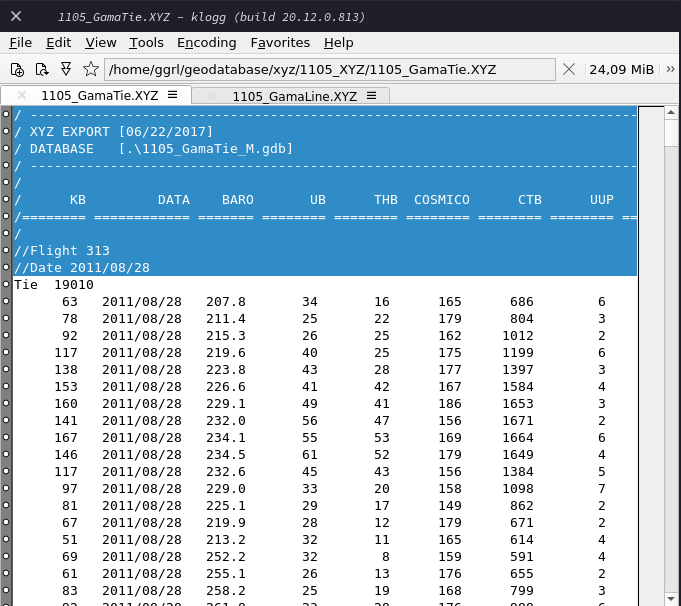 1105_GamaTie.XYZ – klogg (build 20.12.0.813)
File Edit View Tools Encoding Favorites Help
/home/ggrl/geodatabase/xyz/1105_XYZ/1105_GamaTie.XYZ 24,09 MiB »
1105_GamaTie.XYZ 1105_GamaLine.XYZ
/ ----------------------------------------------------------------------------
/ XYZ EXPORT [06/22/2017]
/ DATABASE   [.\1105_GamaTie_M.gdb]
/ ----------------------------------------------------------------------------
/
/      KB         DATA    BARO       UB      THB  COSMICO      CTB      UUP
/======== ============ ======= ======== ======== ======== ======== ======== ==
/
//Flight 313
//Date 2011/08/28
Tie  19010
      63   2011/08/28   207.8       34       16      165      686        6
      78   2011/08/28   211.4       25       22      179      804        3
      92   2011/08/28   215.3       26       25      162     1012        2
     117   2011/08/28   219.6       40       25      175     1199        6
     138   2011/08/28   223.8       43       28      177     1397        3
     153   2011/08/28   226.6       41       42      167     1584        4
     160   2011/08/28   229.1       49       41      186     1653        3
     141   2011/08/28   232.0       56       47      156     1671        2
     167   2011/08/28   234.1       55       53      169     1664        6
     146   2011/08/28   234.5       61       52      179     1649        4
     117   2011/08/28   232.6       45       43      156     1384        5
      97   2011/08/28   229.0       33       20      158     1098        7
      81   2011/08/28   225.1       29       17      149      862        2
      67   2011/08/28   219.9       28       12      179      671        2
      51   2011/08/28   213.2       32       11      165      614        4
      69   2011/08/28   252.2       32        8      159      591        4
      61   2011/08/28   255.1       26       13      176      655        2
      83   2011/08/28   258.2       25       19      168      799        3